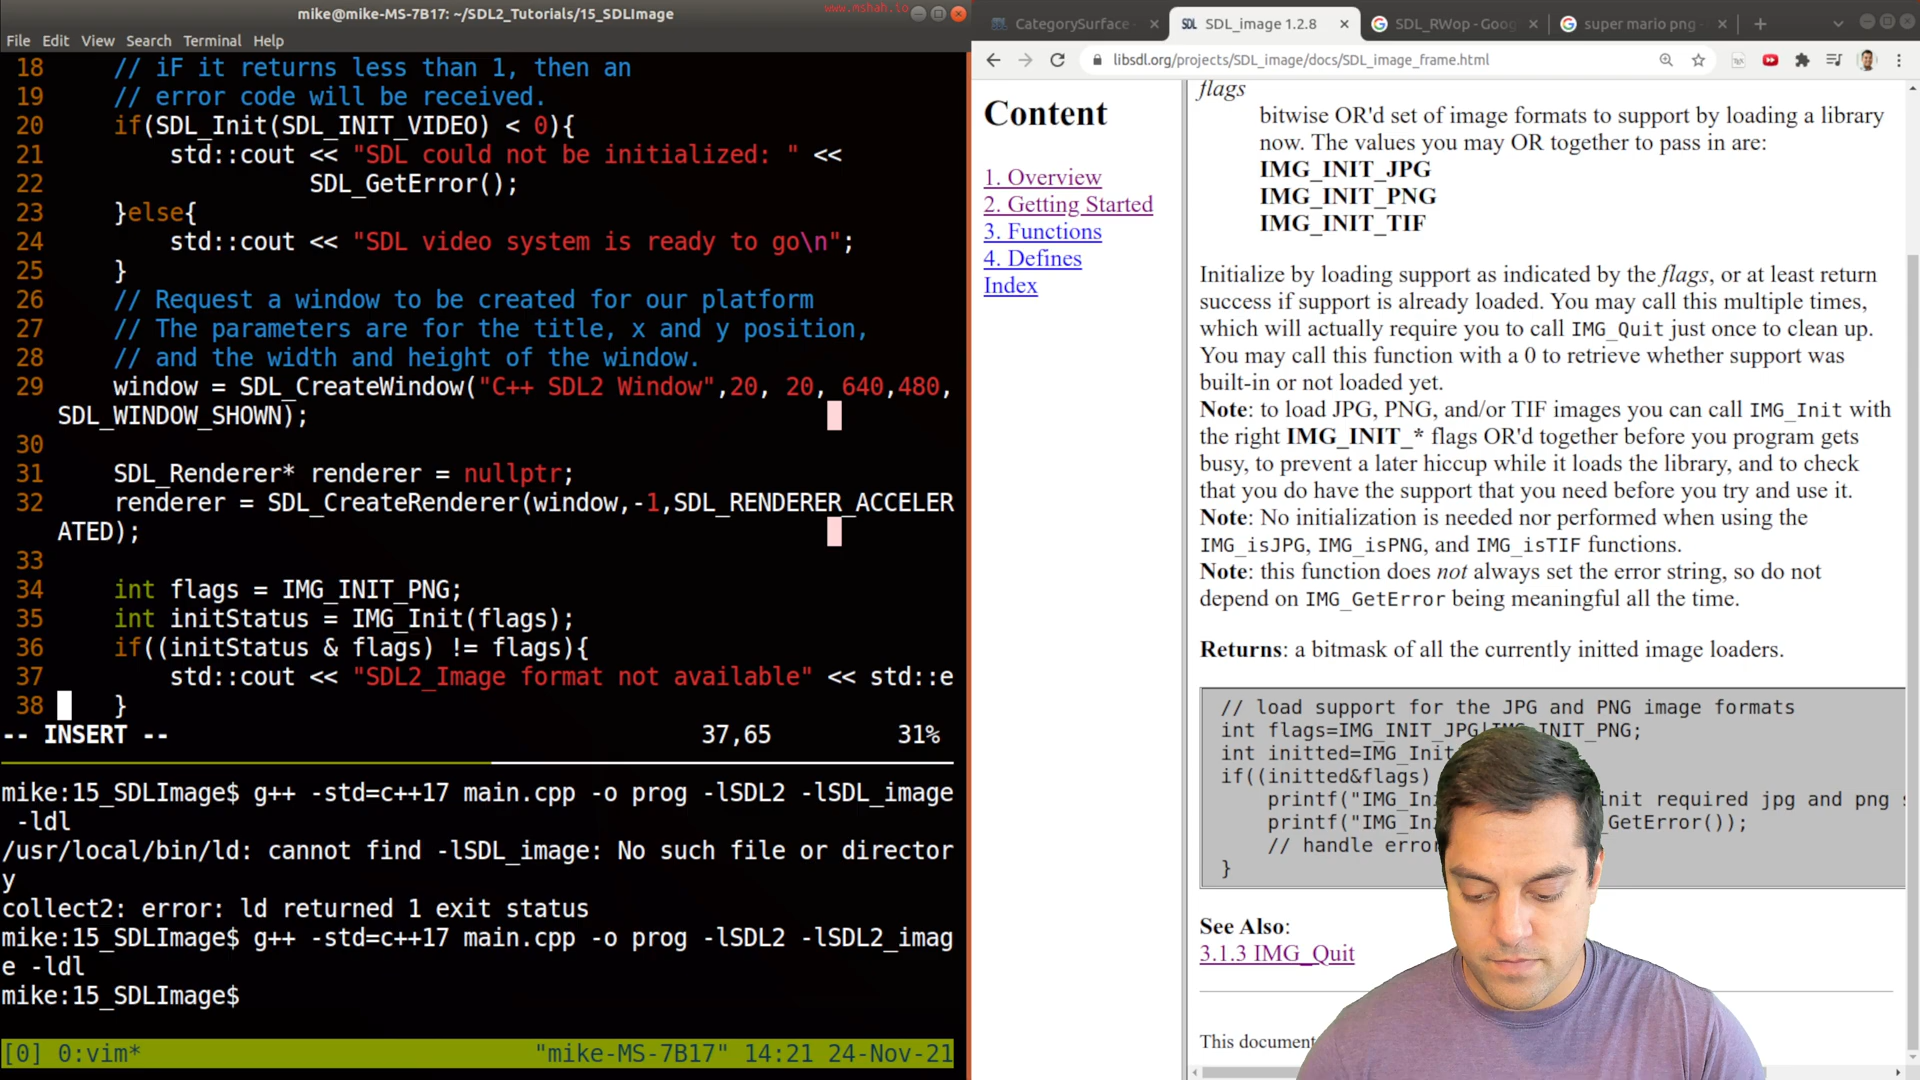 mike@mike-MS-7B17: ~/SDL2_Tutorials/15_SDLImage
www.mshah.io
File Edit View Search Terminal Help
18 // iF it returns less than 1, then an
19 // error code will be received.
20 if(SDL_Init(SDL_INIT_VIDEO) < 0){
21 std::cout << "SDL could not be initialized: " <<
22 SDL_GetError();
23 }else{
24 std::cout << "SDL video system is ready to go\n";
25 }
26 // Request a window to be created for our platform
27 // The parameters are for the title, x and y position,
28 // and the width and height of the window.
29 window = SDL_CreateWindow("C++ SDL2 Window",20, 20, 640,480,
SDL_WINDOW_SHOWN);
30
31 SDL_Renderer* renderer = nullptr;
32 renderer = SDL_CreateRenderer(window,-1,SDL_RENDERER_ACCELER
ATED);
33
34 int flags = IMG_INIT_PNG;
35 int initStatus = IMG_Init(flags);
36 if((initStatus & flags) != flags){
37 std::cout << "SDL2_Image format not available" << std::e
38 }
-- INSERT -- 37,65 31%
mike:15_SDLImage$ g++ -std=c++17 main.cpp -o prog -lSDL2 -lSDL_image
-ldl
/usr/local/bin/ld: cannot find -lSDL_image: No such file or director
y
collect2: error: ld returned 1 exit status
mike:15_SDLImage$ g++ -std=c++17 main.cpp -o prog -lSDL2 -lSDL2_imag
e -ldl
mike:15_SDLImage$
[0] 0:vim* "mike-MS-7B17" 14:21 24-Nov-21
CategorySurface - SDL SDL_image 1.2.8 SDL_RWop - Goog super mario png -
libsdl.org/projects/SDL_image/docs/SDL_image_frame.html
Content
1. Overview
2. Getting Started
3. Functions
4. Defines
Index
flags
bitwise OR'd set of image formats to support by loading a library
now. The values you may OR together to pass in are:
IMG_INIT_JPG
IMG_INIT_PNG
IMG_INIT_TIF
Initialize by loading support as indicated by the flags, or at least return
success if support is already loaded. You may call this multiple times,
which will actually require you to call IMG_Quit just once to clean up.
You may call this function with a 0 to retrieve whether support was
built-in or not loaded yet.
Note: to load JPG, PNG, and/or TIF images you can call IMG_Init with
the right IMG_INIT_* flags OR'd together before you program gets
busy, to prevent a later hiccup while it loads the library, and to check
that you do have the support that you need before you try and use it.
Note: No initialization is needed nor performed when using the
IMG_isJPG, IMG_isPNG, and IMG_isTIF functions.
Note: this function does not always set the error string, so do not
depend on IMG_GetError being meaningful all the time.
Returns: a bitmask of all the currently initted image loaders.
// load support for the JPG and PNG image formats
int flags=IMG_INIT_JPG|IMG_INIT_PNG;
int initted=IMG_Init
if((initted&flags)
printf("IMG_In init required jpg and png s
printf("IMG_In _GetError());
// handle error
}
See Also:
3.1.3 IMG_Quit
This document